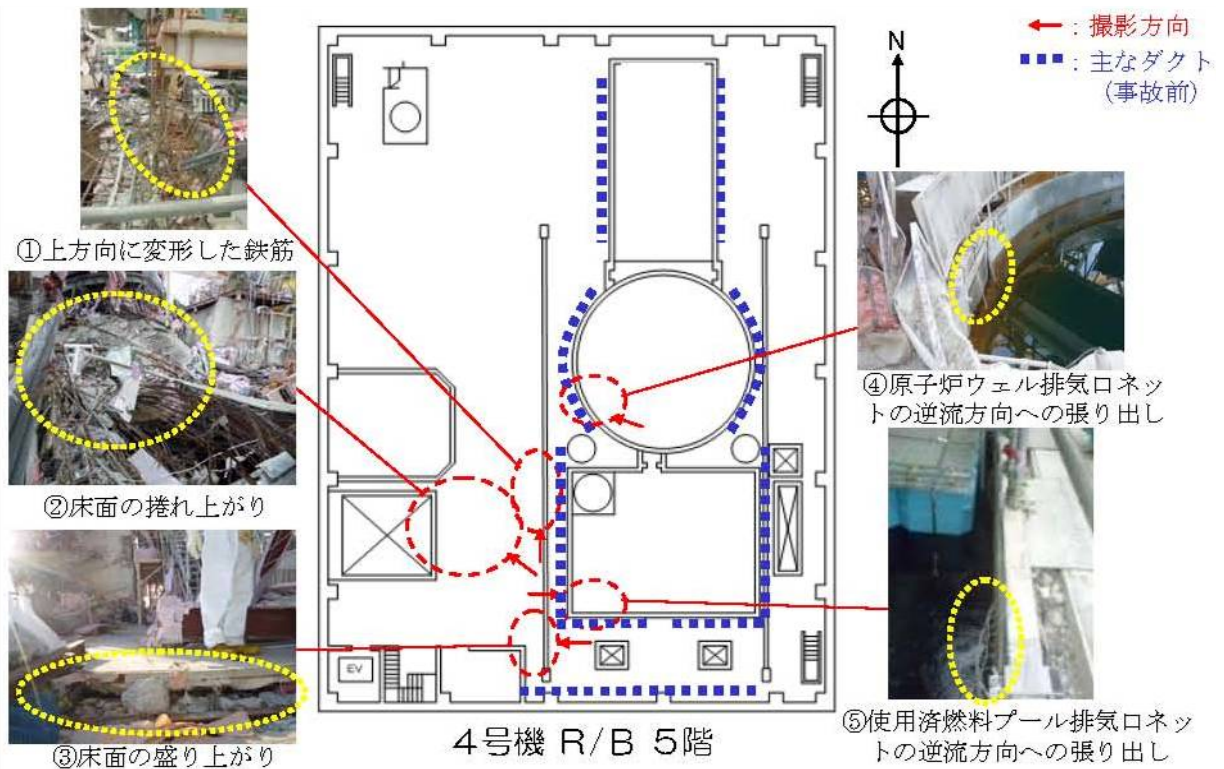 ←：撮影方向
：主なダクト
(事故前)
N
①上方向に変形した鉄筋
②床面の捲れ上がり
③床面の盛り上がり
④原子炉ウェル排気ロネッ
トの逆流方向への張り出し
⑤使用済燃料プール排気ロネッ
トの逆流方向への張り出し
EV
4号機 R/B 5階